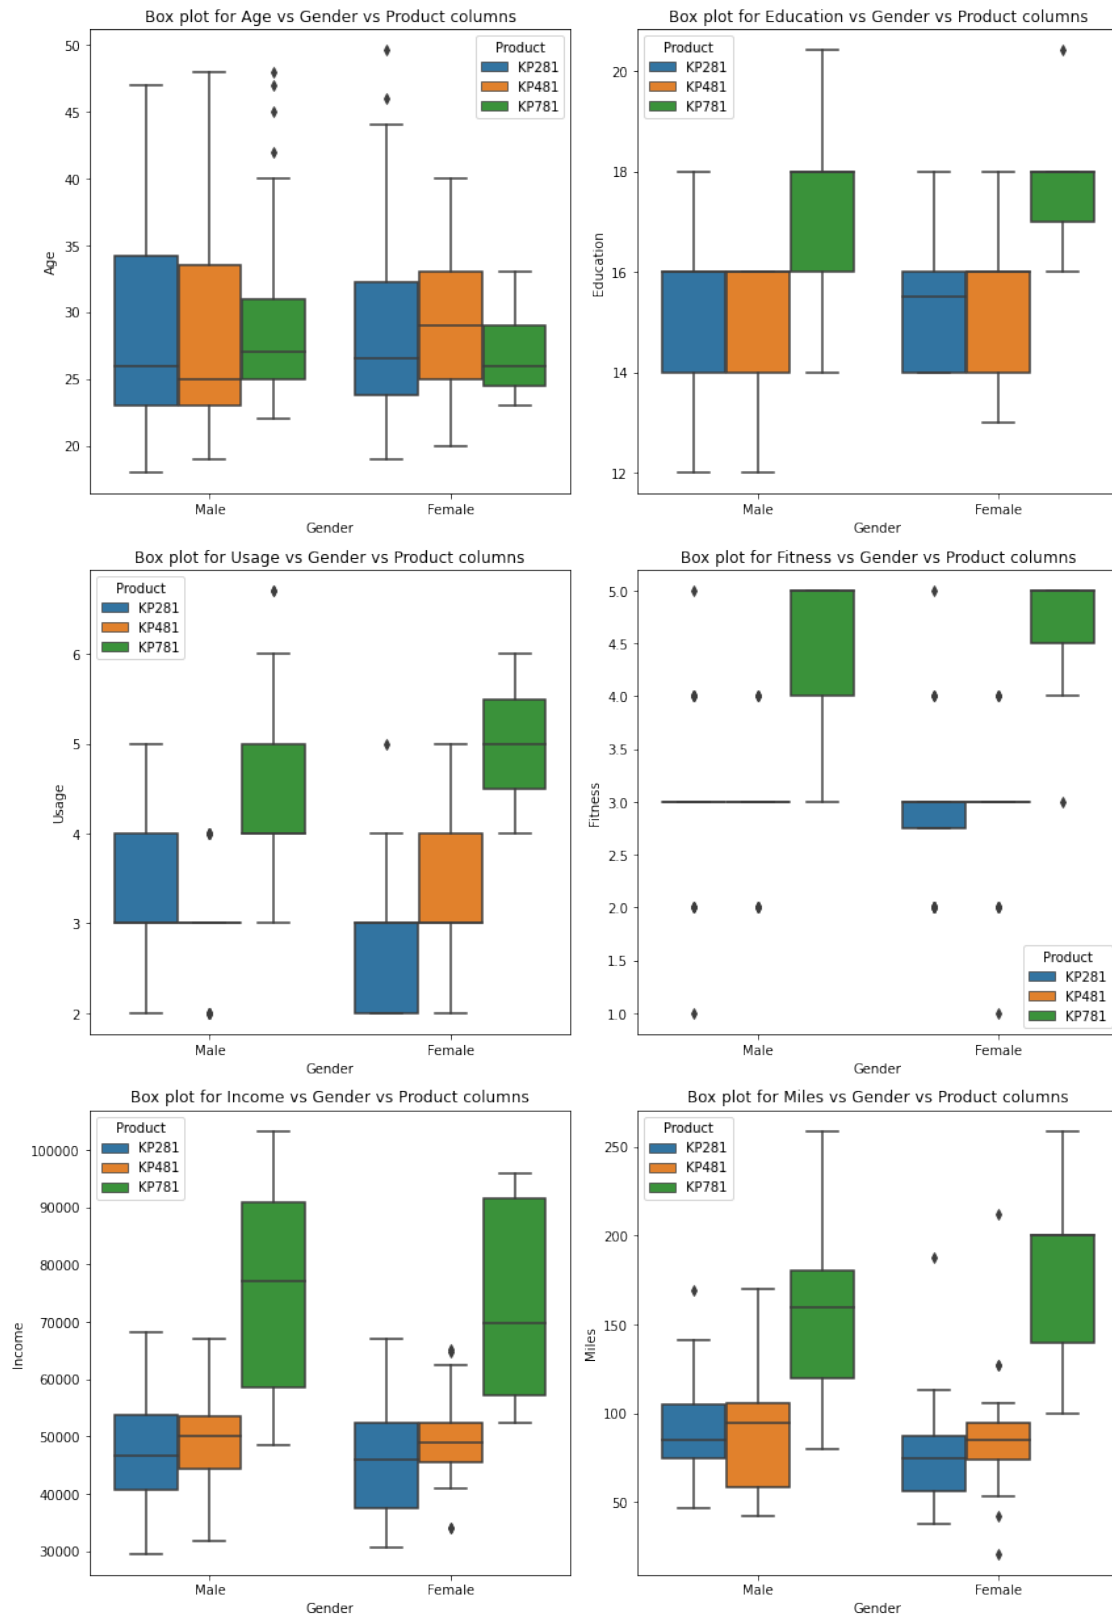 Box plot for Age vs Gender vs Product columns
Product
KP281
KP481
KP781
50
45
40
35
30
25
20
Age
Male
Female
Gender
Box plot for Education vs Gender vs Product columns
Product
KP281
KP481
KP781
20
18
16
14
12
Education
Male
Female
Gender
Box plot for Usage vs Gender vs Product columns
Product
KP281
KP481
KP781
6
5
4
3
2
Usage
Male
Female
Gender
Box plot for Fitness vs Gender vs Product columns
5.0
4.5
4.0
3.5
3.0
2.5
2.0
1.5
1.0
Fitness
Product
KP281
KP481
KP781
Male
Female
Gender
Box plot for Income vs Gender vs Product columns
Product
KP281
KP481
KP781
100000
90000
80000
70000
60000
50000
40000
30000
Income
Male
Female
Gender
Box plot for Miles vs Gender vs Product columns
Product
KP281
KP481
KP781
250
200
150
100
50
Miles
Male
Female
Gender